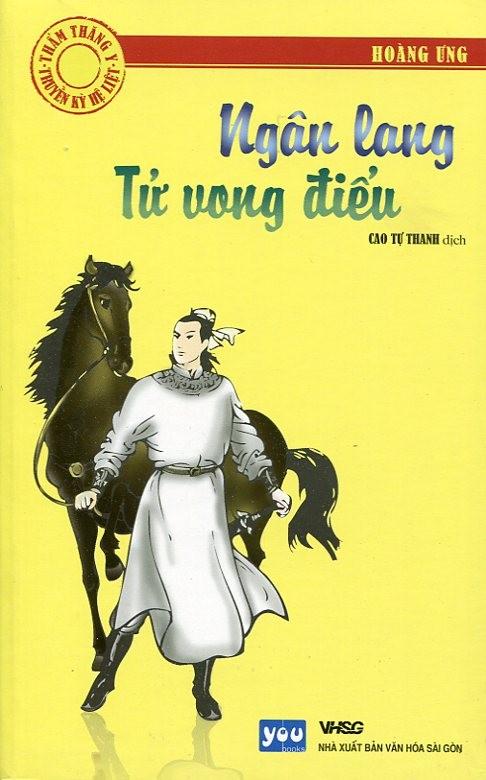 THẨM THĂNG Y
TRUYỀN KỲ HỆ LIỆT
HOÀNG ƯNG
Ngân lang
Tử vong điểu
CAO TỰ THANH dịch
you
books
VHSG
NHÀ XUẤT BẢN VĂN HÓA SÀI GÒN